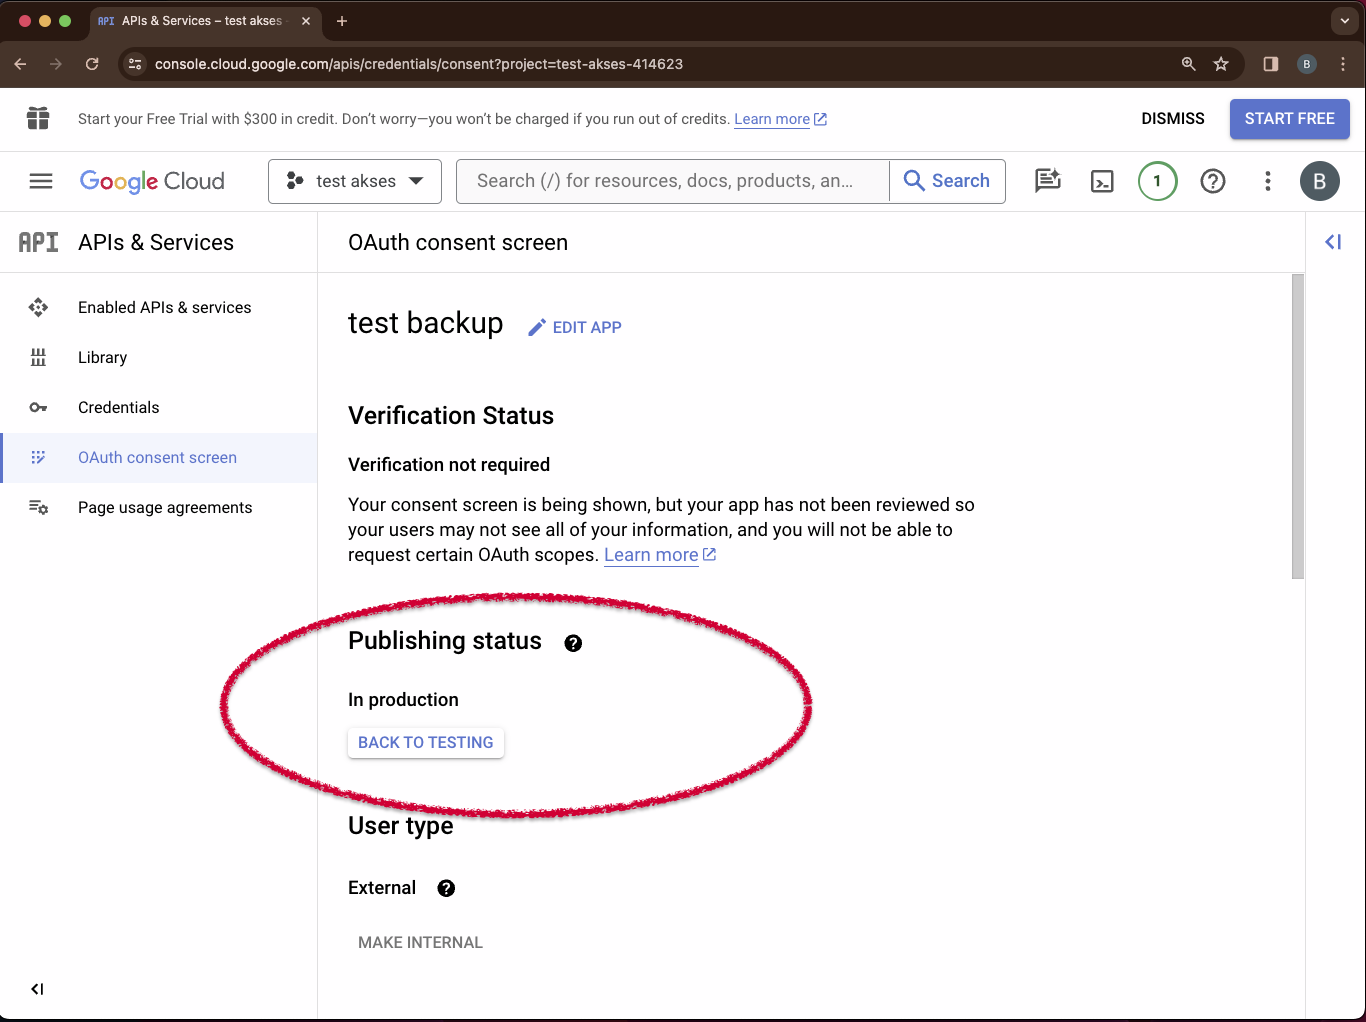 API APIs & Services – test akses -
console.cloud.google.com/apis/credentials/consent?project=test-akses-414623
B
Start your Free Trial with $300 in credit. Don’t worry—you won’t be charged if you run out of credits. Learn more
DISMISS
START FREE
Google Cloud
test akses
Search (/) for resources, docs, products, an...
Search
1
B
API APIs & Services
OAuth consent screen
Enabled APIs & services
Library
Credentials
OAuth consent screen
Page usage agreements
test backup
EDIT APP
Verification Status
Verification not required
Your consent screen is being shown, but your app has not been reviewed so
your users may not see all of your information, and you will not be able to
request certain OAuth scopes. Learn more
Publishing status
In production
BACK TO TESTING
User type
External
MAKE INTERNAL